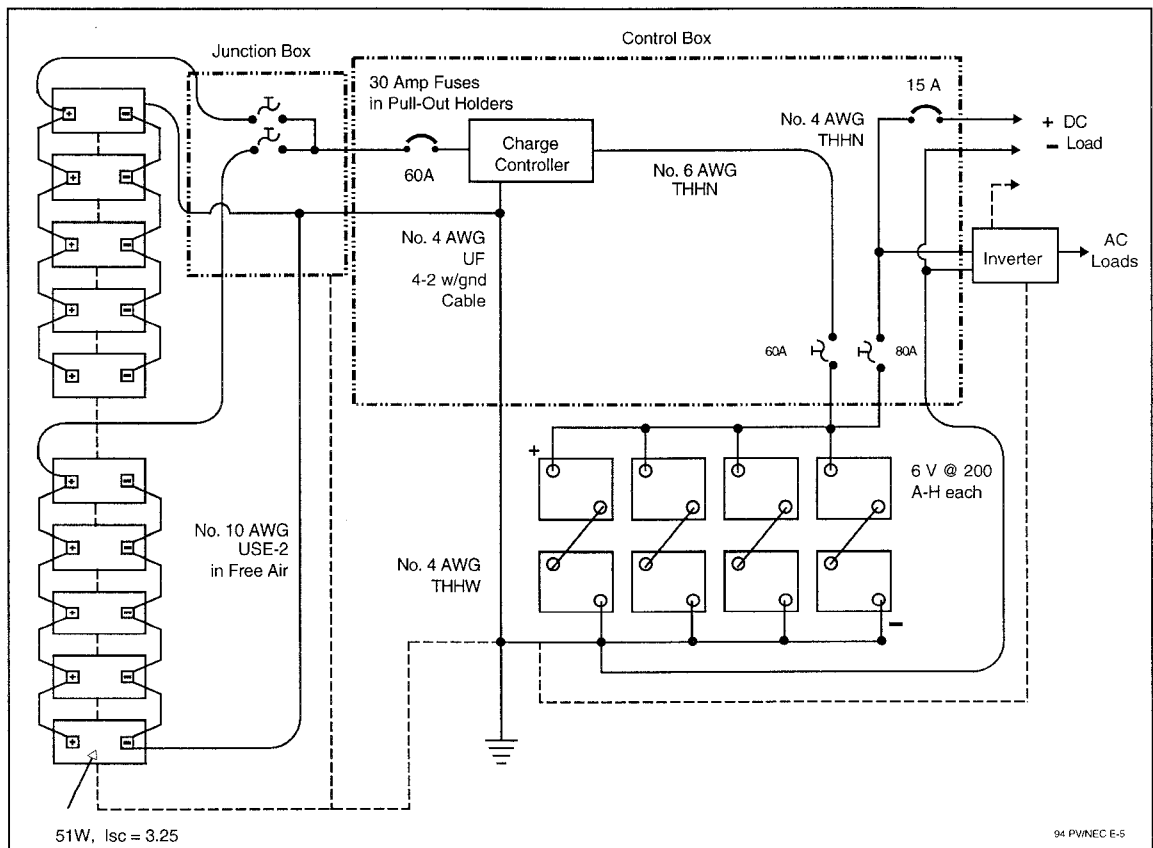 Junction Box
Control Box
30 Amp Fuses
in Pull-Out Holders
15 A
No. 4 AWG
THHN
+ DC
- Load
Charge
Controller
60A
No. 6 AWG
THHN
No. 4 AWG
UF
4-2 w/gnd
Cable
Inverter
AC
Loads
60A
80A
+
6 V @ 200
A-H each
No. 10 AWG
USE-2
in Free Air
No. 4 AWG
THHW
-
51W, Isc = 3.25
94 PV/NEC E-5